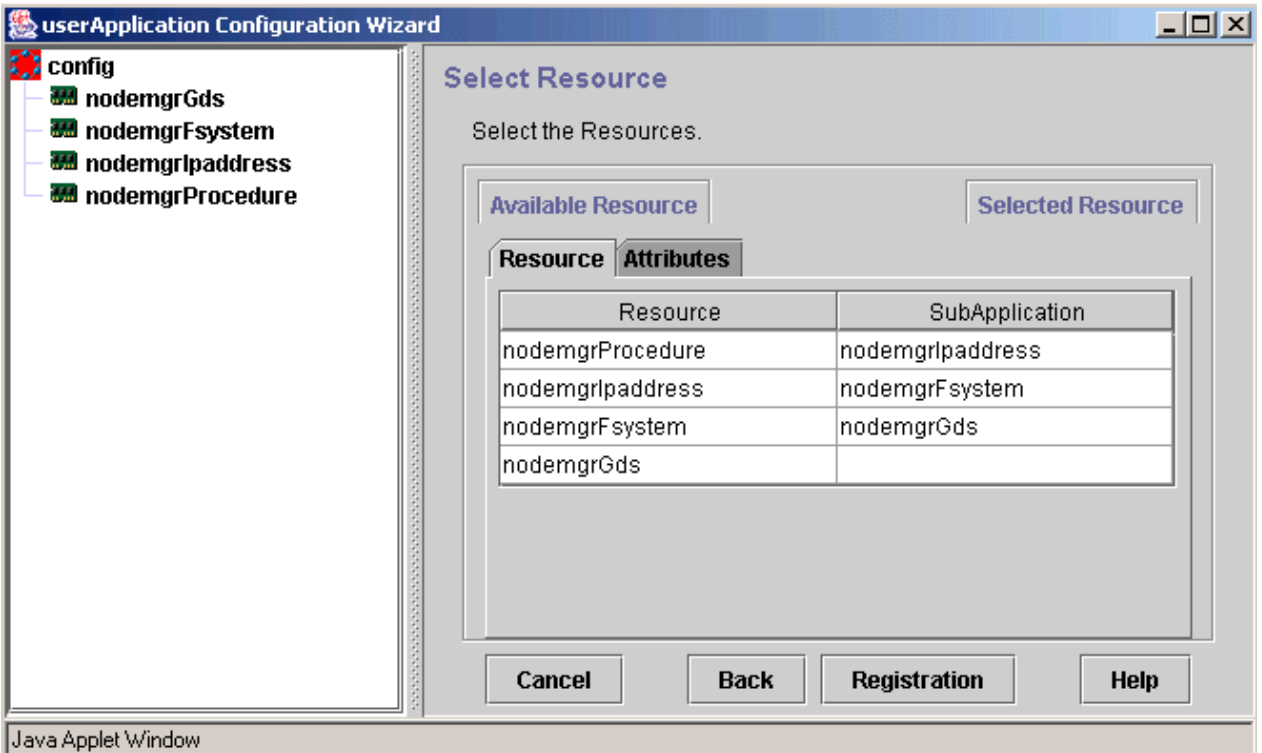 userApplication Configuration Wizard
config
nodemgrGds
nodemgrFsystem
nodemgrIpaddress
nodemgrProcedure
Select Resource
Select the Resources.
Available Resource
Selected Resource
Resource Attributes
Resource SubApplication
nodemgrProcedure nodemgrIpaddress
nodemgrIpaddress nodemgrFsystem
nodemgrFsystem nodemgrGds
nodemgrGds
Cancel Back Registration Help
Java Applet Window